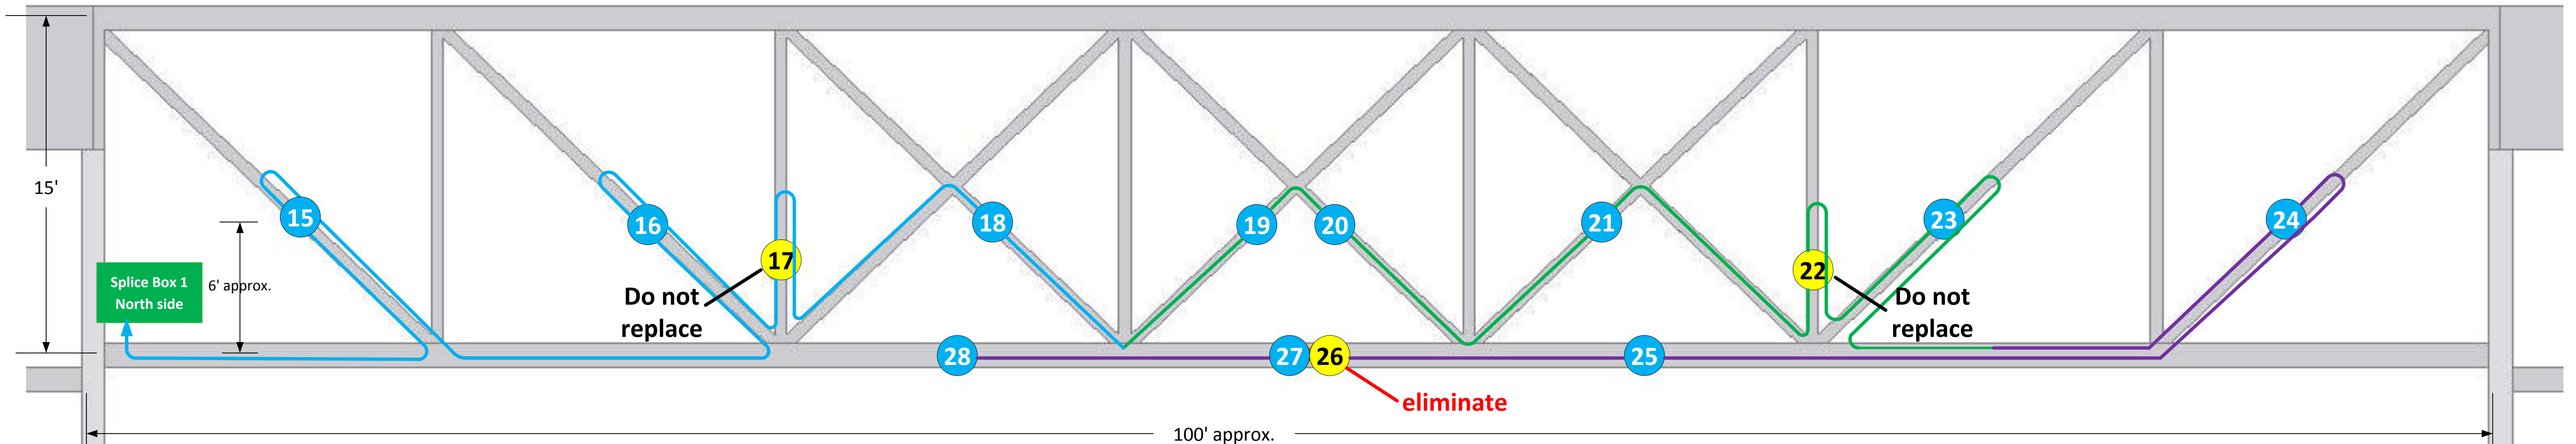 15'
Splice Box 1
North side
6' approx.
15
16
17
Do not
replace
18
19
20
21
22
Do not
replace
23
24
28
27
26
25
eliminate
100' approx.